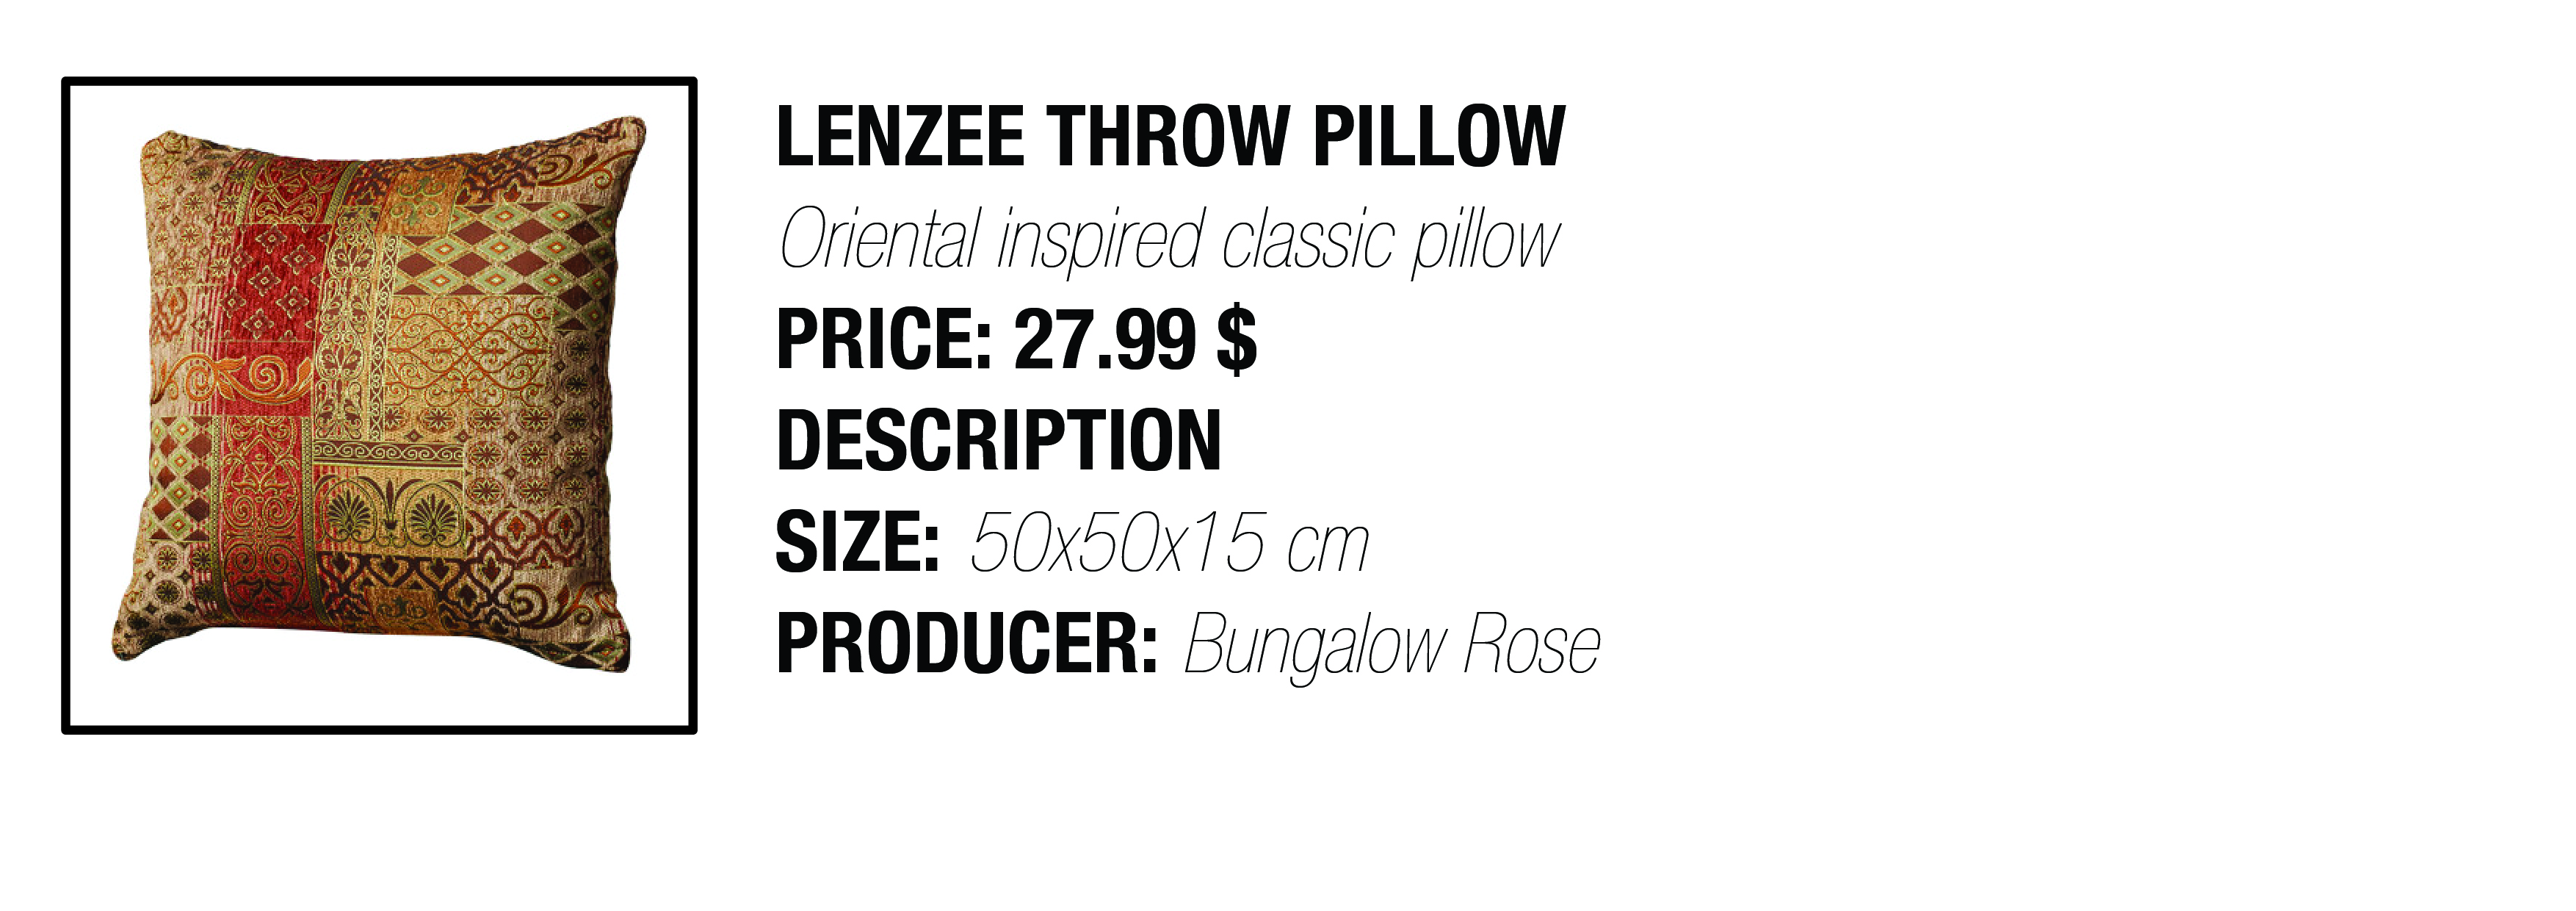 LENZEE THROW PILLOW
Oriental inspired classic pillow
PRICE: 27.99 $
DESCRIPTION
SIZE: 50x50x15 cm
PRODUCER: Bungalow Rose